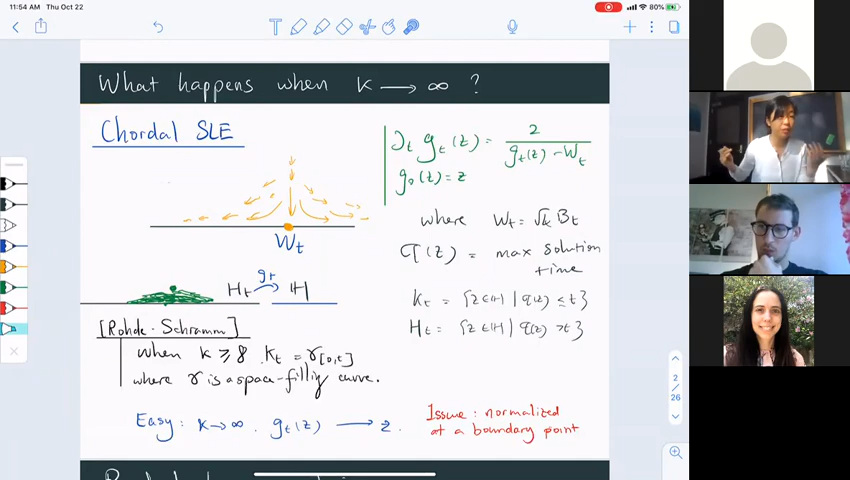 11:54 AM Thu Oct 22
80%
What happens when K → ∞ ?
Chordal SLE
Wt
Ht gt→ ℍ
[Rohde-Schramm]
when K ≥ 8 . Kt = γ[0,t]
where γ is a space-filliy curve.
Easy: K→∞ . gt(z) → z.
∂t gt(z) = 2 / gt(z) - Wt
g0(t) = z
where Wt = √K Bt
τ(z) = max solution time
Kt = {z∈ℍ | τ(z) ≤ t}
Ht = {z∈ℍ | τ(z) > t}
Issue: normalized
at a boundary point
2
26